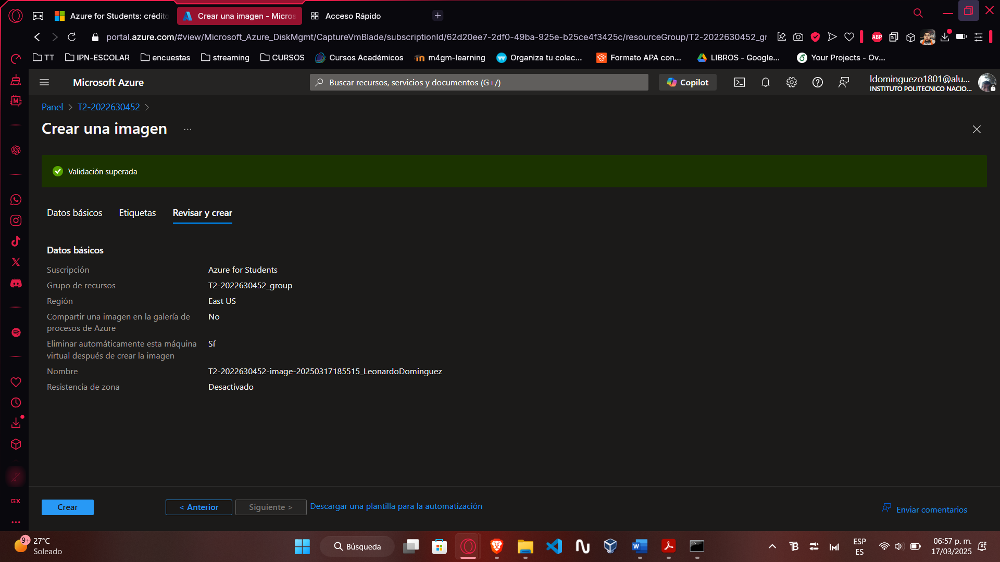 Azure for Students: crédito
Crear una imagen - Micros
Acceso Rápido
portal.azure.com/#view/Microsoft_Azure_DiskMgmt/CaptureVmBlade/subscriptionId/62d20ee7-2df0-49ba-925e-b25ce4f3425c/resourceGroup/T2-2022630452_gr
ABP
TT
IPN-ESCOLAR
encuestas
streaming
CURSOS
Cursos Académicos
m4gm-learning
Organiza tu colec...
Formato APA con...
LIBROS - Google...
Your Projects - Ov...
Microsoft Azure
Buscar recursos, servicios y documentos (G+/)
Copilot
ldominguezo1801@alu...
INSTITUTO POLITECNICO NACIO...
Panel > T2-2022630452 >
Crear una imagen ...
Validación superada
Datos básicos
Etiquetas
Revisar y crear
Datos básicos
Suscripción
Azure for Students
Grupo de recursos
T2-2022630452_group
Región
East US
Compartir una imagen en la galería de
procesos de Azure
No
Eliminar automáticamente esta máquina
virtual después de crear la imagen
Sí
Nombre
T2-2022630452-image-20250317185515_LeonardoDominguez
Resistencia de zona
Desactivado
Crear
< Anterior
Siguiente >
Descargar una plantilla para la automatización
Enviar comentarios
GX
9+
27°C
Soleado
Búsqueda
ESP
ES
06:57 p. m.
17/03/2025